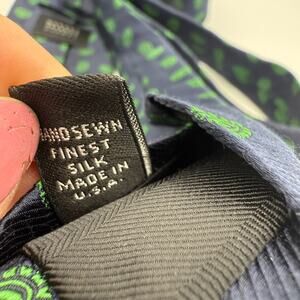 HANDSEWN
FINEST
SILK
MADE IN
U.S.A